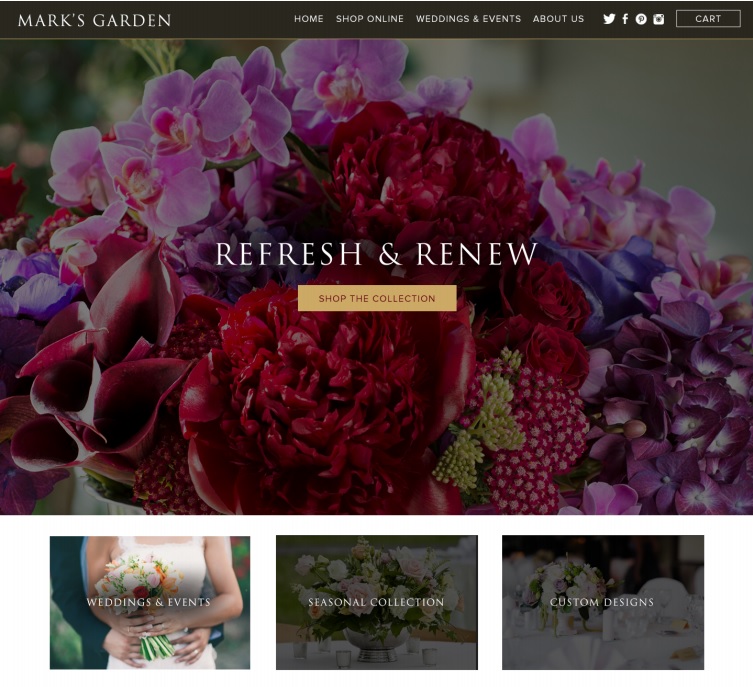 MARK'S GARDEN
HOME SHOP ONLINE WEDDINGS & EVENTS ABOUT US CART
REFRESH & RENEW
SHOP THE COLLECTION
WEDDINGS & EVENTS
SEASONAL COLLECTION
CUSTOM DESIGNS